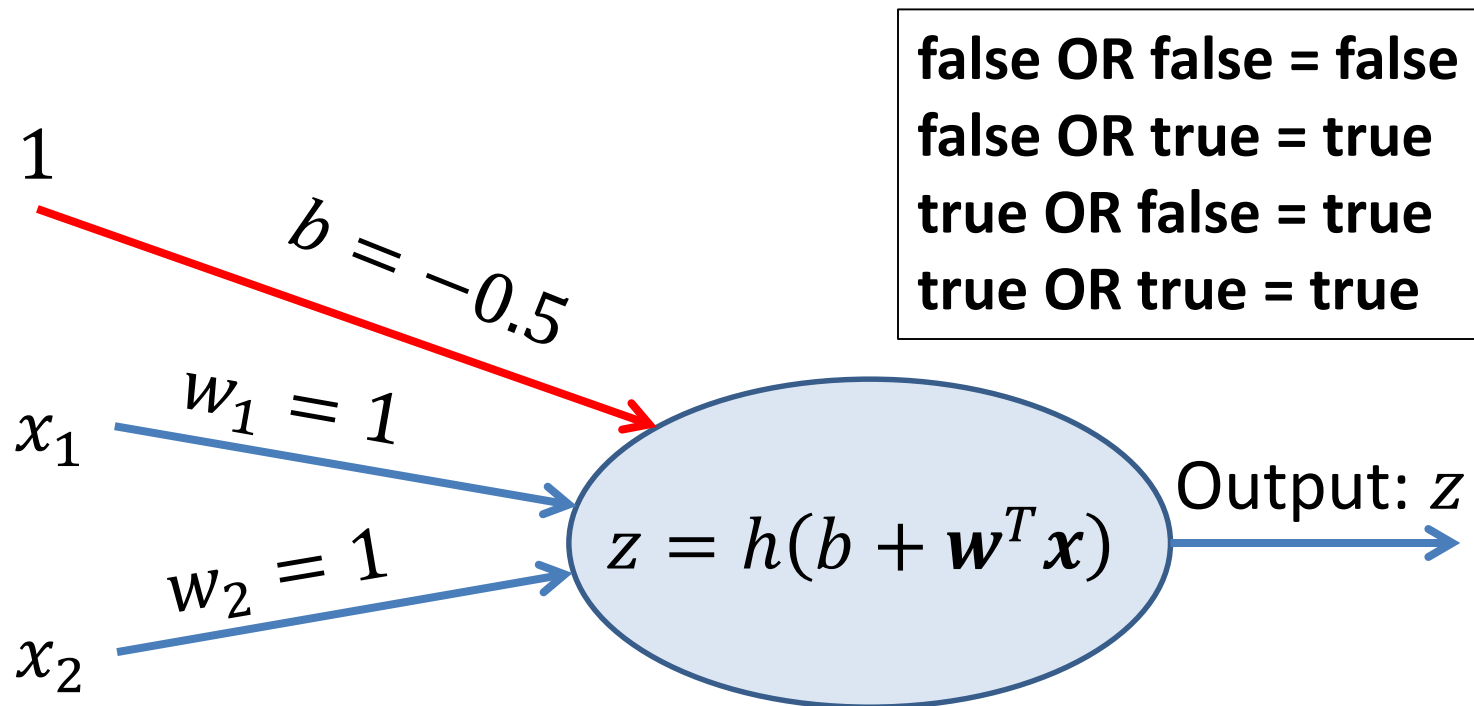 false OR false = false
false OR true = true
true OR false = true
true OR true = true
1
b = −0.5
x₁
w₁ = 1
w₂ = 1
x₂
z = h(b + wᵀx)
Output: z